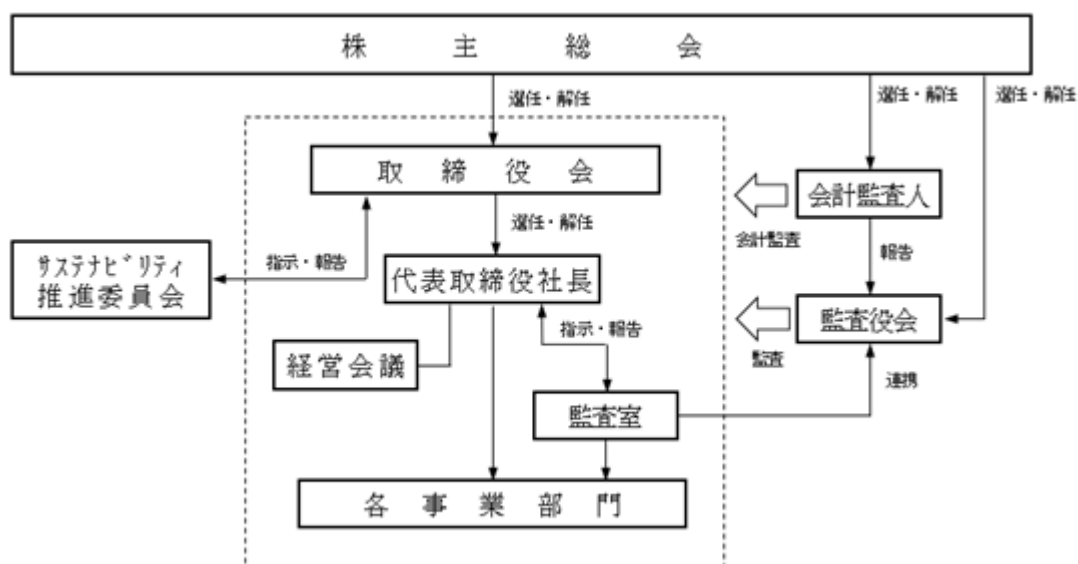 株主総会
選任・解任
選任・解任
選任・解任
取締役会
会計監査人
選任・解任
会計監査
報告
サステナビリティ
推進委員会
指示・報告
代表取締役社長
監査役会
指示・報告
監査
経営会議
連携
監査室
各事業部門